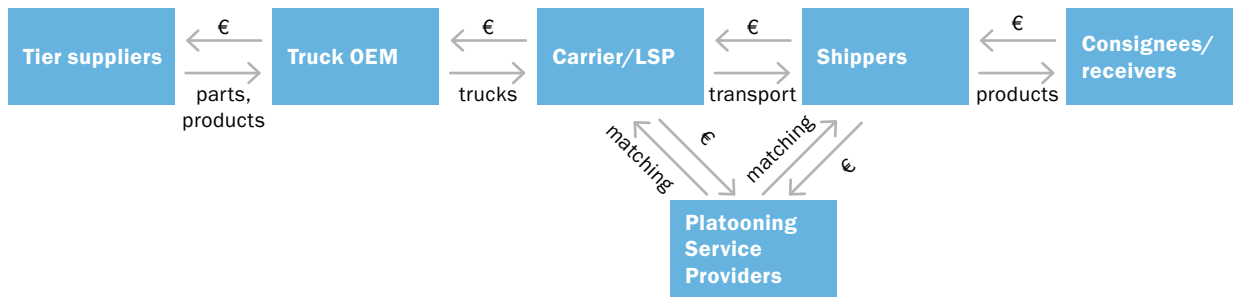 €
€
€
€
Tier suppliers
Truck OEM
Carrier/LSP
Shippers
Consignees/
receivers
parts,
products
trucks
transport
products
matching
€
matching
€
Platooning
Service
Providers